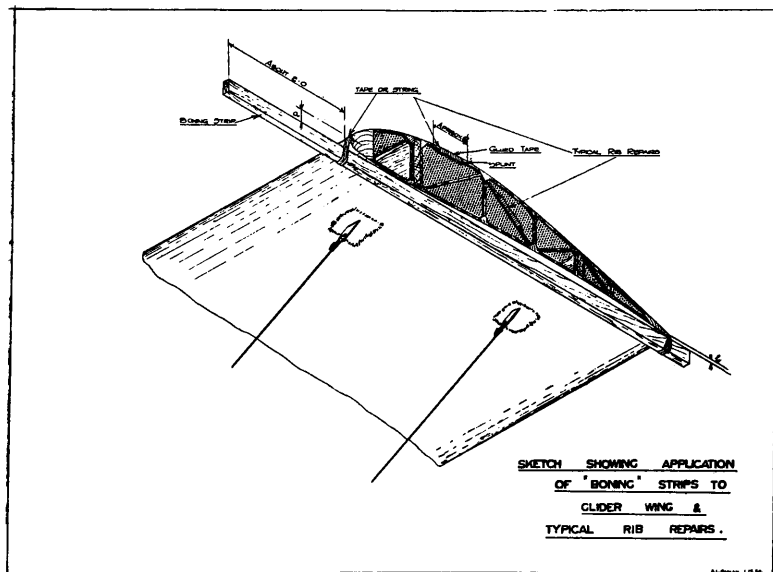 ABOUT 2-0
a
BONING STRIP
TAPE OR STRING
APPROX 6
GLUED TAPE
SPLINT
TYPICAL RIB REPAIRS
SKETCH SHOWING APPLICATION
OF "BONING" STRIPS TO
GLIDER WING &
TYPICAL RIB REPAIRS.